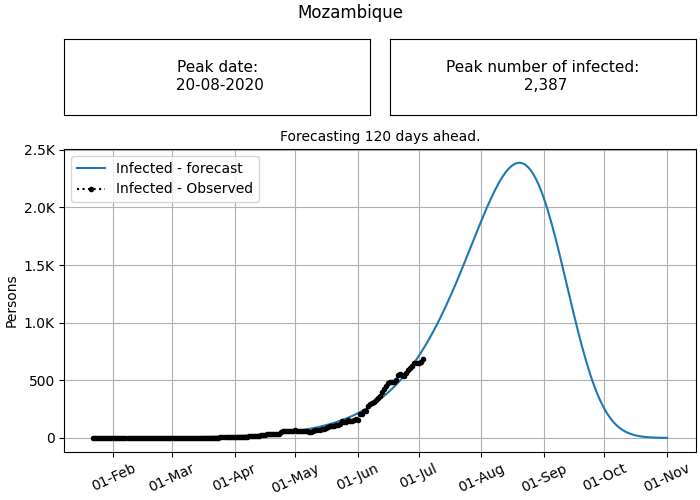 Mozambique
Peak date:
20-08-2020
Peak number of infected:
2,387
Forecasting 120 days ahead.
Infected - forecast
Infected - Observed
Persons
2.5K
2.0K
1.5K
1.0K
500
0
01-Feb
01-Mar
01-Apr
01-May
01-Jun
01-Jul
01-Aug
01-Sep
01-Oct
01-Nov